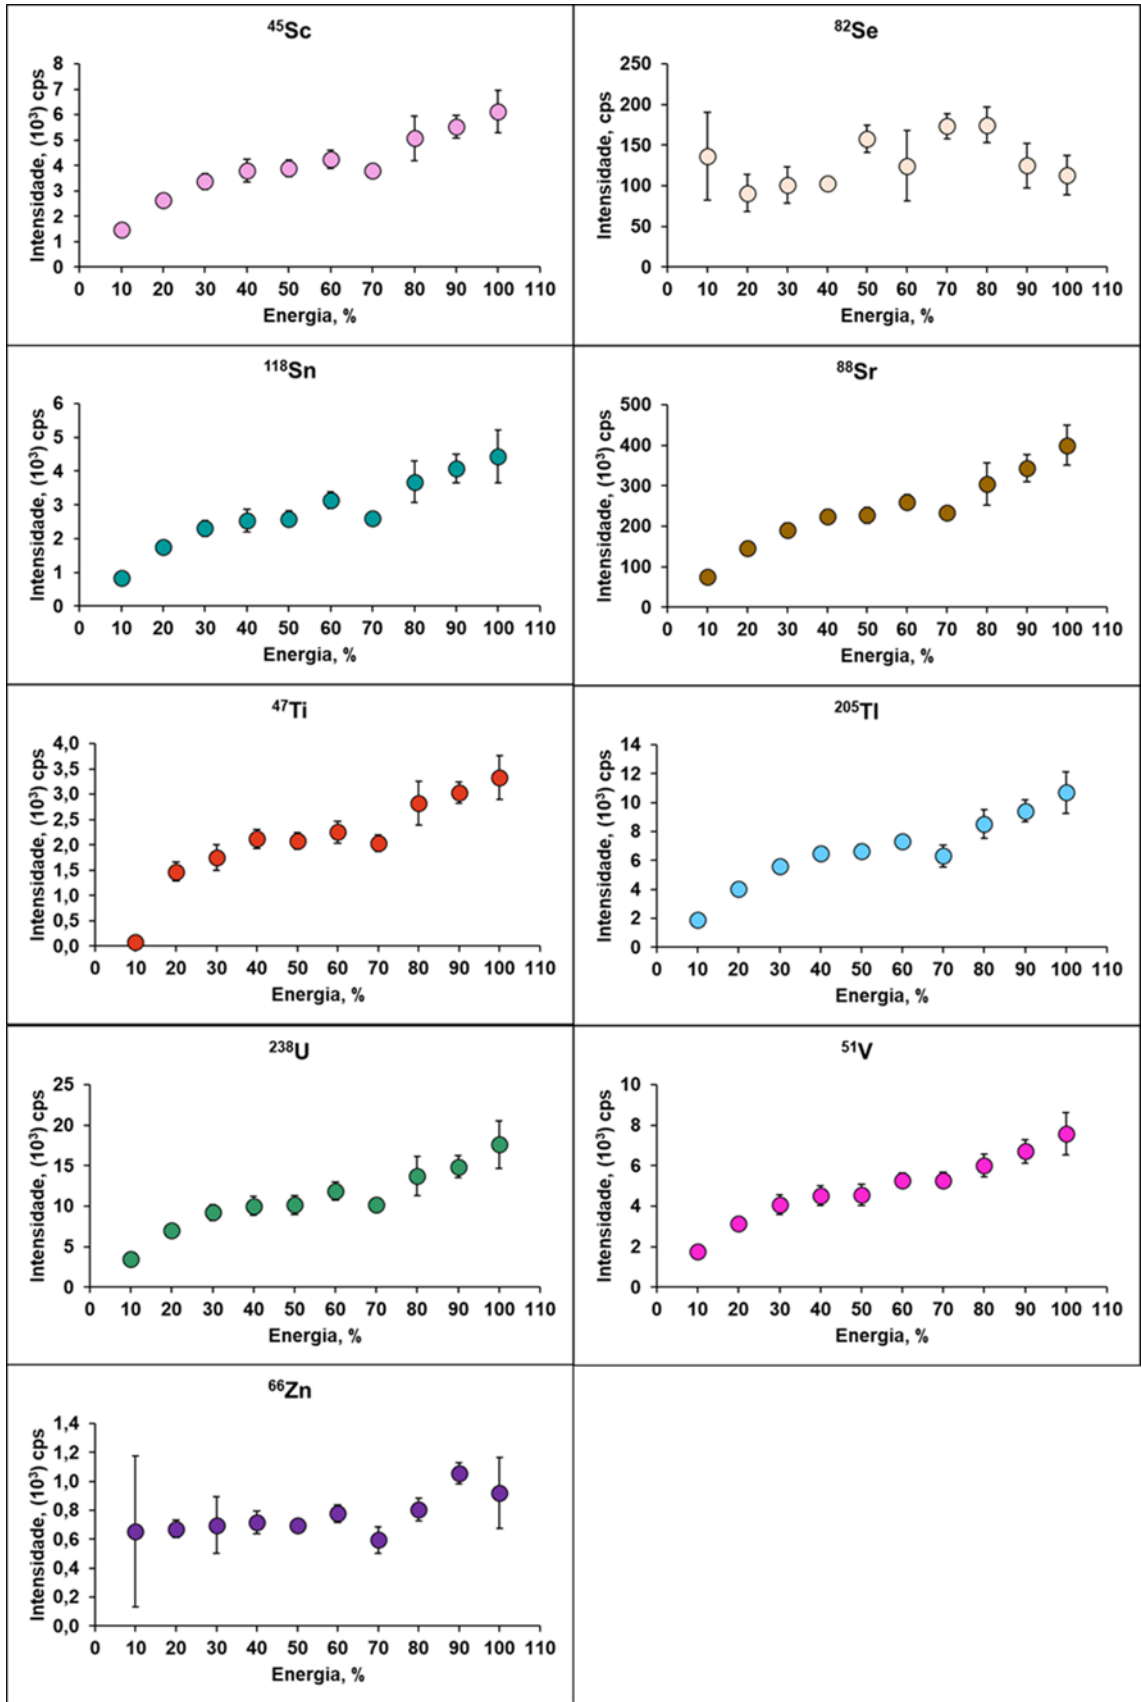 ⁴⁵Sc
Intensidade, (10³) cps
8
7
6
5
4
3
2
1
0
0 10 20 30 40 50 60 70 80 90 100 110
Energia, %
⁸²Se
Intensidade, cps
250
200
150
100
50
0
0 10 20 30 40 50 60 70 80 90 100 110
Energia, %
¹¹⁸Sn
Intensidade, (10³) cps
6
5
4
3
2
1
0
0 10 20 30 40 50 60 70 80 90 100 110
Energia, %
⁸⁸Sr
Intensidade, (10³) cps
500
400
300
200
100
0
0 10 20 30 40 50 60 70 80 90 100 110
Energia, %
⁴⁷Ti
Intensidade, (10³) cps
4,0
3,5
3,0
2,5
2,0
1,5
1,0
0,5
0,0
0 10 20 30 40 50 60 70 80 90 100 110
Energia, %
²⁰⁵Tl
Intensidade, (10³) cps
14
12
10
8
6
4
2
0
0 10 20 30 40 50 60 70 80 90 100 110
Energia, %
²³⁸U
Intensidade, (10³) cps
25
20
15
10
5
0
0 10 20 30 40 50 60 70 80 90 100 110
Energia, %
⁵¹V
Intensidade, (10³) cps
10
8
6
4
2
0
0 10 20 30 40 50 60 70 80 90 100 110
Energia, %
⁶⁶Zn
Intensidade, (10³) cps
1,4
1,2
1,0
0,8
0,6
0,4
0,2
0,0
0 10 20 30 40 50 60 70 80 90 100 110
Energia, %